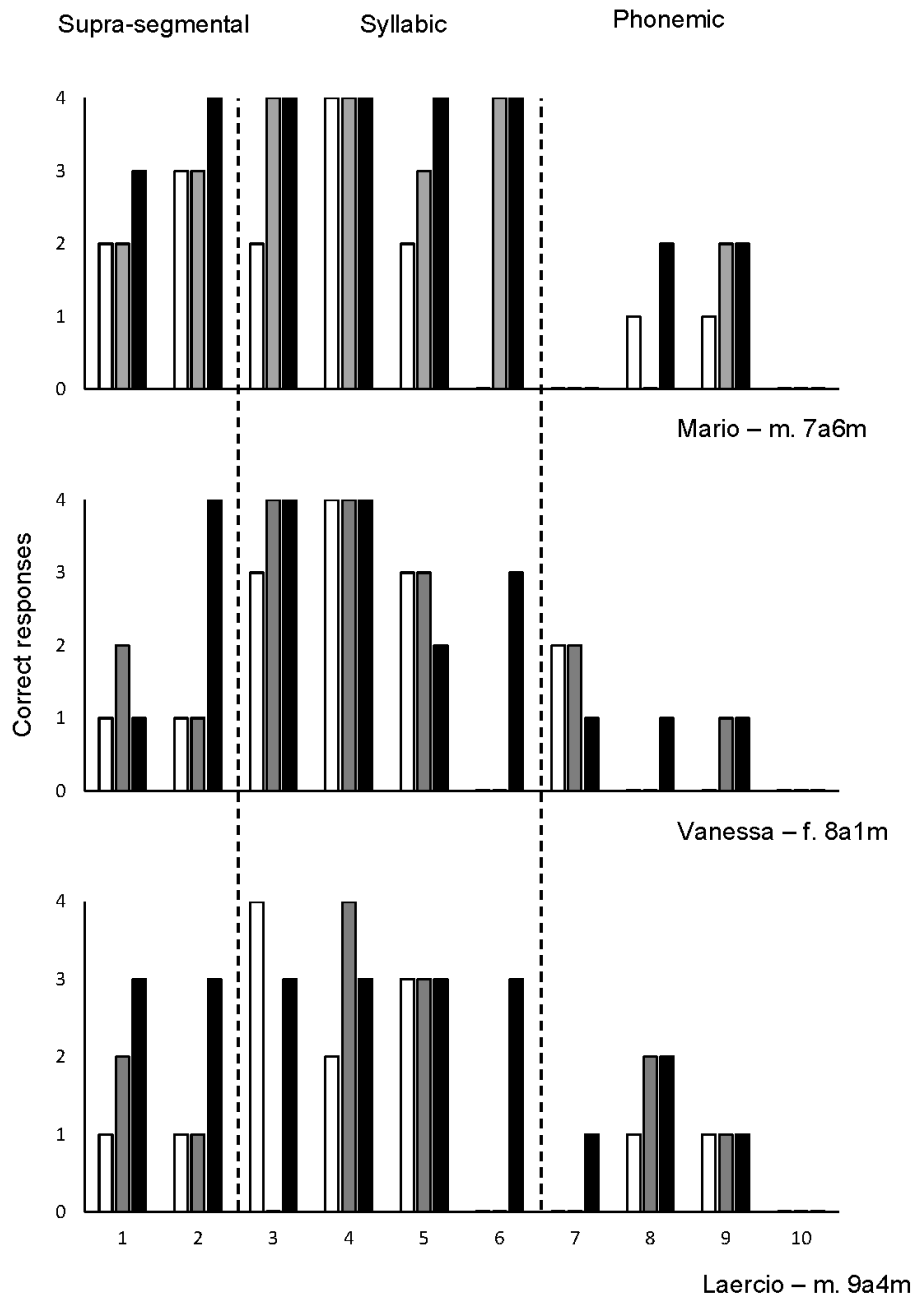 Supra-segmental Syllabic Phonemic
4
3
2
1
0
Mario – m. 7a6m
Correct responses
4
3
2
1
0
Vanessa – f. 8a1m
4
3
2
1
0
1 2 3 4 5 6 7 8 9 10
Laercio – m. 9a4m